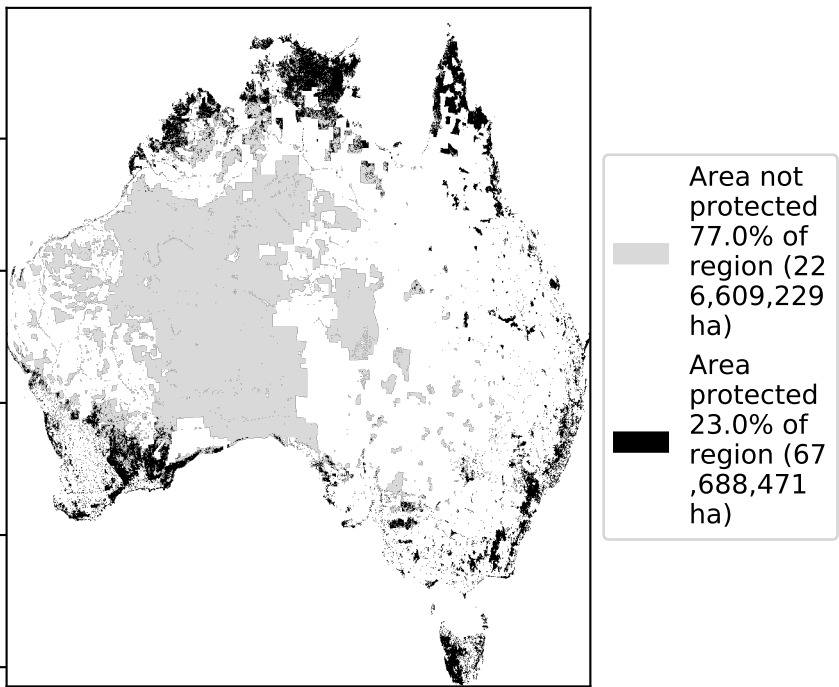 Area not
protected
77.0% of
region (22
6,609,229
ha)
Area
protected
23.0% of
region (67
,688,471
ha)